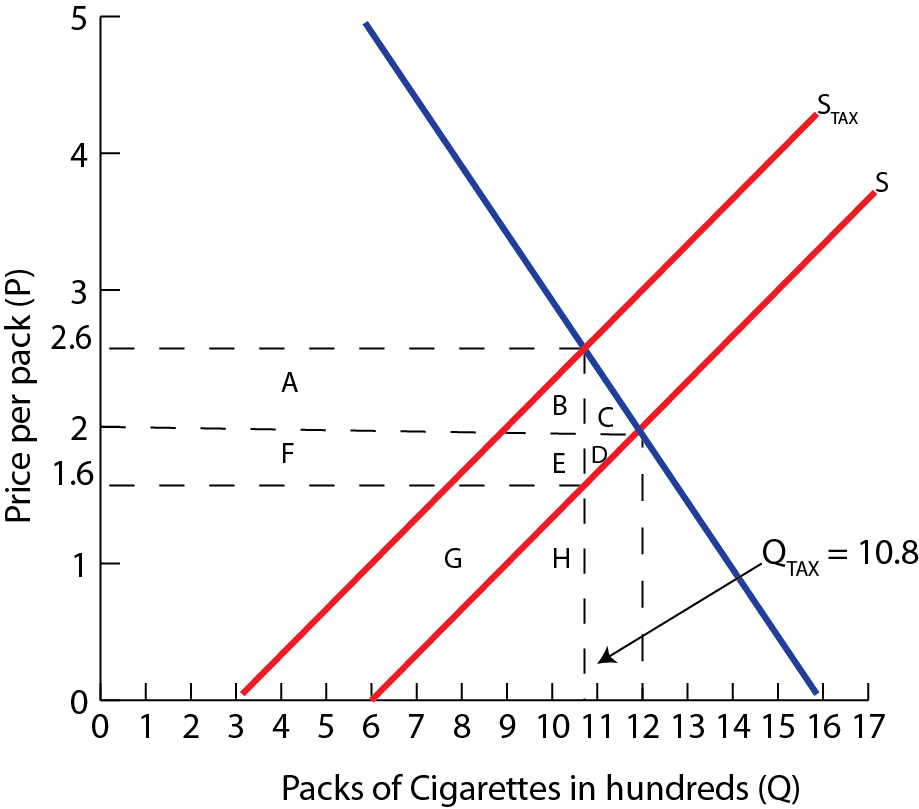 5
S TAX
4
S
3
2.6
A
B
C
2
F
E
D
1.6
1
G
H
Q TAX = 10.8
0
0 1 2 3 4 5 6 7 8 9 10 11 12 13 14 15 16 17
Price per pack (P)
Packs of Cigarettes in hundreds (Q)